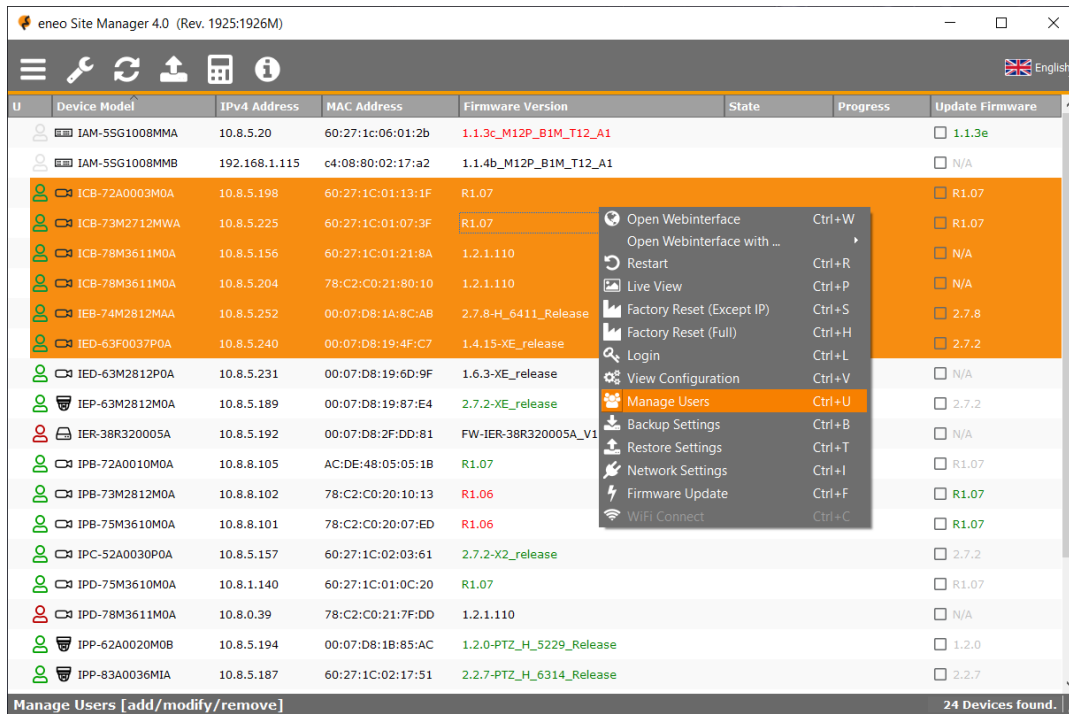 eneo Site Manager 4.0 (Rev. 1925:1926M)
English
U Device Model IPv4 Address MAC Address Firmware Version State Progress Update Firmware
IAM-5SG1008MMA 10.8.5.20 60:27:1c:06:01:2b 1.1.3c_M12P_B1M_T12_A1 1.1.3e
IAM-5SG1008MMB 192.168.1.115 c4:08:80:02:17:a2 1.1.4b_M12P_B1M_T12_A1 N/A
ICB-72A0003M0A 10.8.5.198 60:27:1C:01:13:1F R1.07 R1.07
ICB-73M2712MWA 10.8.5.225 60:27:1C:01:07:3F R1.07 R1.07
ICB-78M3611M0A 10.8.5.156 60:27:1C:01:21:8A 1.2.1.110 N/A
ICB-78M3611M0A 10.8.5.204 78:C2:C0:21:80:10 1.2.1.110 N/A
IEB-74M2812MAA 10.8.5.252 00:07:D8:1A:8C:AB 2.7.8-H_6411_Release 2.7.8
IED-63F0037P0A 10.8.5.240 00:07:D8:19:4F:C7 1.4.15-XE_release 2.7.2
IED-63M2812P0A 10.8.5.231 00:07:D8:19:6D:9F 1.6.3-XE_release N/A
IEP-63M2812M0A 10.8.5.189 00:07:D8:19:87:E4 2.7.2-XE_release 2.7.2
IER-38R320005A 10.8.5.192 00:07:D8:2F:DD:81 FW-IER-38R320005A_V1 N/A
IPB-72A0010M0A 10.8.8.105 AC:DE:48:05:05:1B R1.07 R1.07
IPB-73M2812M0A 10.8.8.102 78:C2:C0:20:10:13 R1.06 R1.07
IPB-75M3610M0A 10.8.8.101 78:C2:C0:20:07:ED R1.06 R1.07
IPC-52A0030P0A 10.8.5.157 60:27:1C:02:03:61 2.7.2-X2_release 2.7.2
IPD-75M3610M0A 10.8.1.140 60:27:1C:01:0C:20 R1.07 R1.07
IPD-78M3611M0A 10.8.0.39 78:C2:C0:21:7F:DD 1.2.1.110 N/A
IPP-62A0020M0B 10.8.5.194 00:07:D8:1B:85:AC 1.2.0-PTZ_H_5229_Release 1.2.0
IPP-83A0036MIA 10.8.5.187 60:27:1C:02:17:51 2.2.7-PTZ_H_6314_Release 2.2.7
Open Webinterface Ctrl+W
Open Webinterface with ...
Restart Ctrl+R
Live View Ctrl+P
Factory Reset (Except IP) Ctrl+S
Factory Reset (Full) Ctrl+H
Login Ctrl+L
View Configuration Ctrl+V
Manage Users Ctrl+U
Backup Settings Ctrl+B
Restore Settings Ctrl+T
Network Settings Ctrl+I
Firmware Update Ctrl+F
WiFi Connect Ctrl+C
Manage Users [add/modify/remove] 24 Devices found.